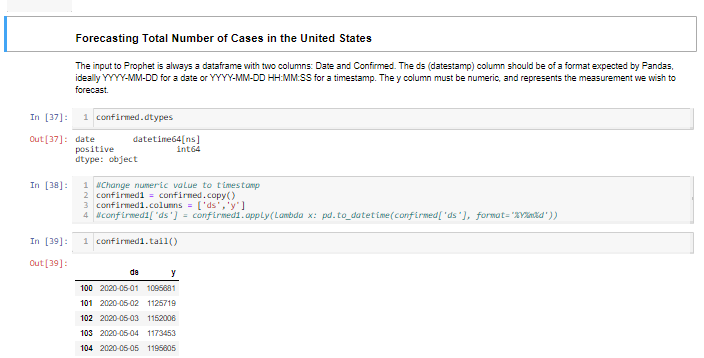 Forecasting Total Number of Cases in the United States
The input to Prophet is always a dataframe with two columns: Date and Confirmed. The ds (datestamp) column should be of a format expected by Pandas,
ideally YYYY-MM-DD for a date or YYYY-MM-DD HH:MM:SS for a timestamp. The y column must be numeric, and represents the measurement we wish to
forecast.
In [37]: 1 confirmed.dtypes
Out[37]: date datetime64[ns]
positive int64
dtype: object
In [38]: 1 #Change numeric value to timestamp
2 confirmed1 = confirmed.copy()
3 confirmed1.columns = ['ds','y']
4 #confirmed1['ds'] = confirmed1.apply(lambda x: pd.to_datetime(confirmed['ds'], format='%Y%m%d'))
In [39]: 1 confirmed1.tail()
Out[39]:
ds y
100 2020-05-01 1095681
101 2020-05-02 1125719
102 2020-05-03 1152006
103 2020-05-04 1173453
104 2020-05-05 1195605